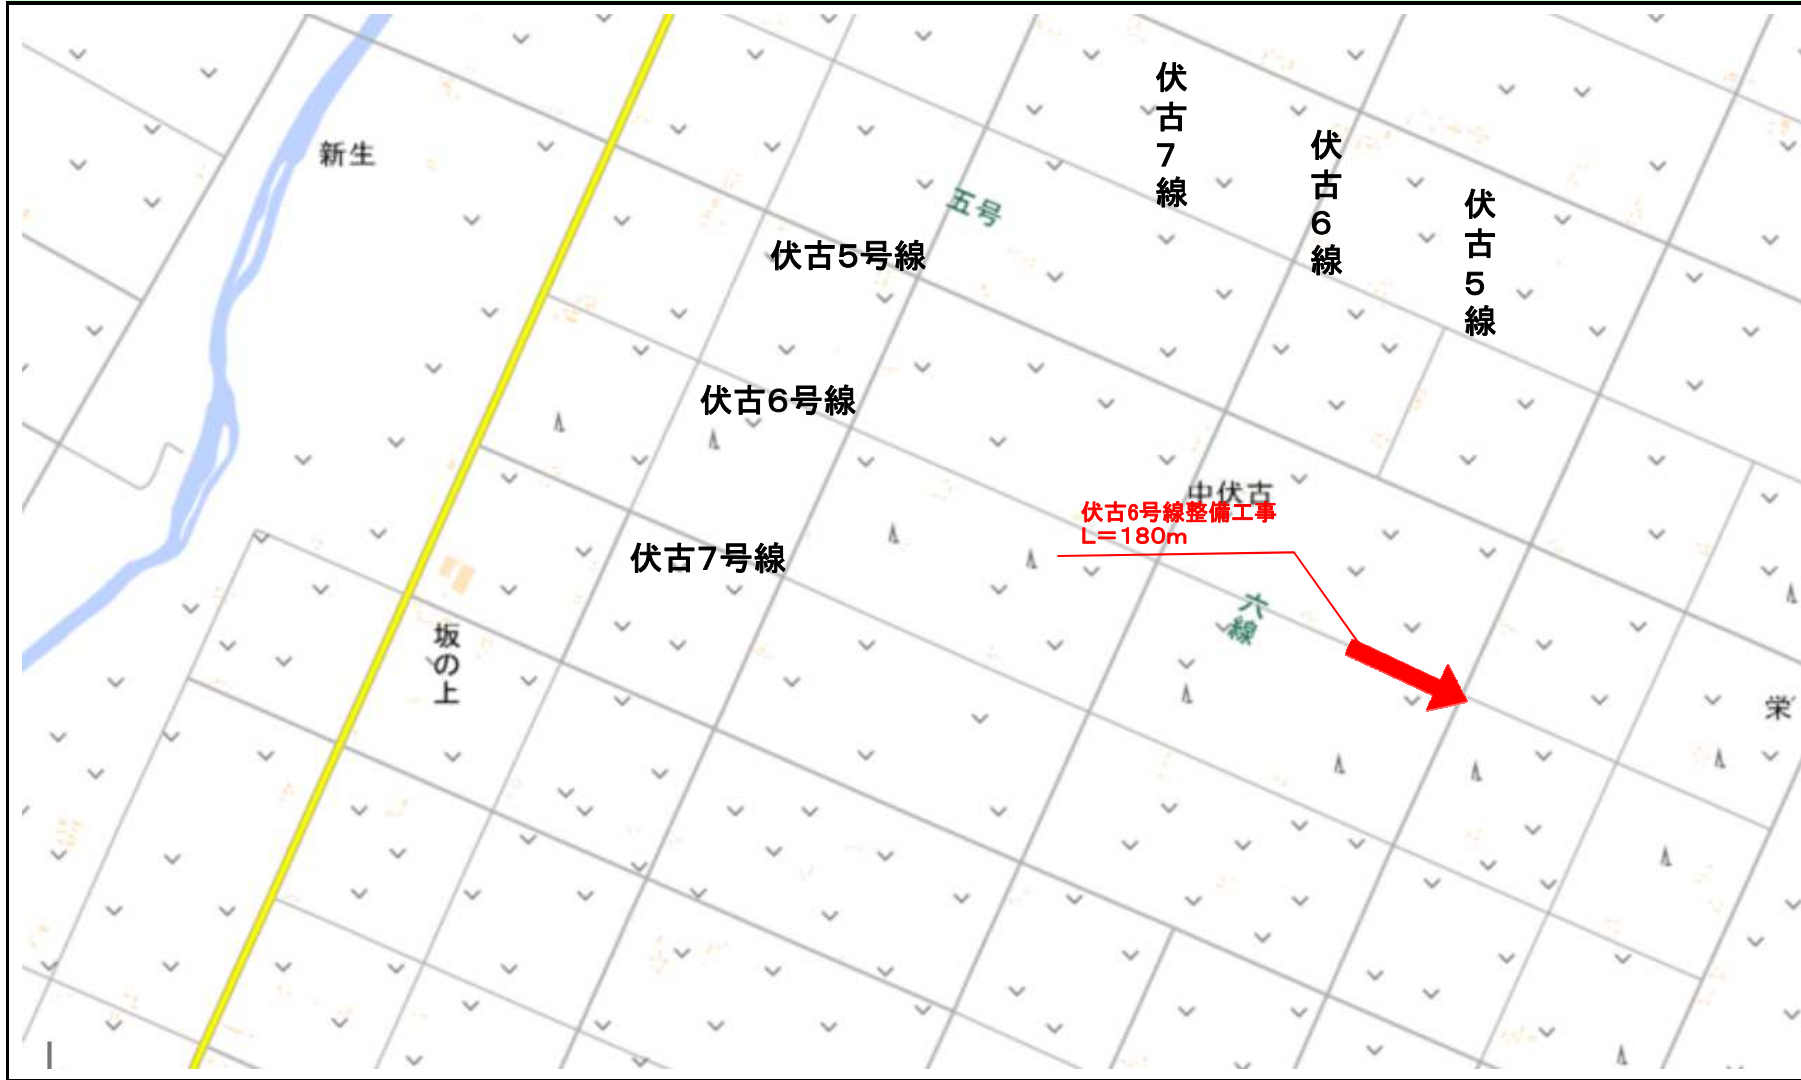 伏古7線
伏古6線
伏古5線
新生
五号
伏古5号線
伏古6号線
中伏古
伏古6号線整備工事
L＝180m
伏古7号線
六線
坂の上
栄